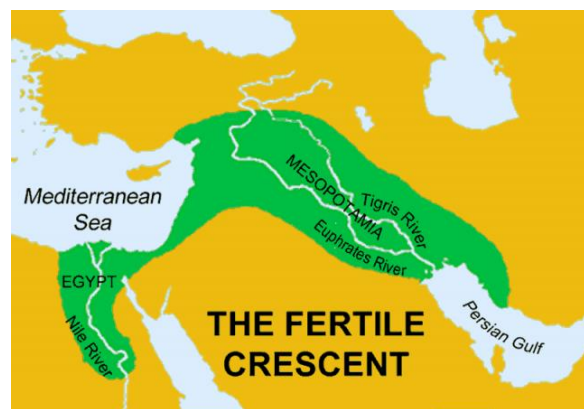 Mediterranean
Sea
MESOPOTAMIA
Tigris River
Euphrates River
EGYPT
Nile River
Persian Gulf
THE FERTILE
CRESCENT